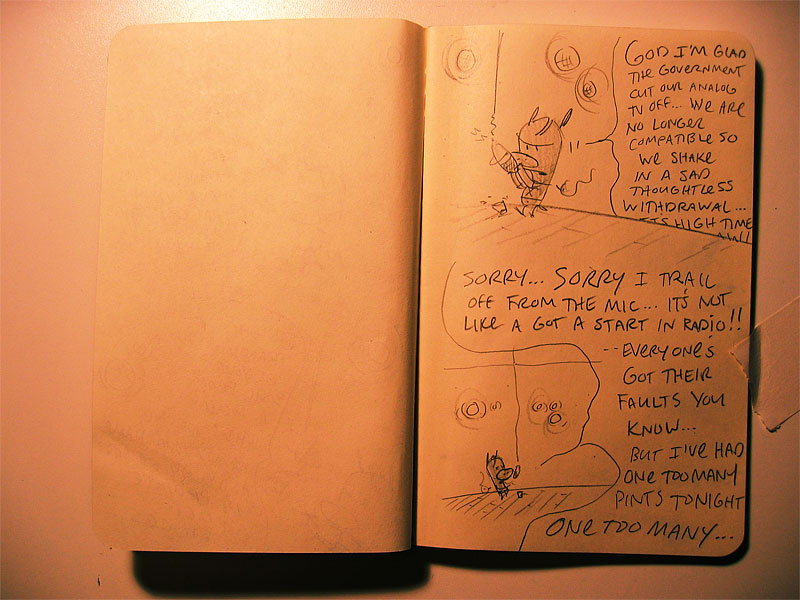 GOD I'M GLAD
THE GOVERNMENT
CUT OUR ANALOG
TV OFF... WE ARE
NO LONGER
COMPATIBLE SO
WE SHAKE
IN A SAD
THOUGHTLESS
WITHDRAWAL...
ITS HIGH TIME
SORRY... SORRY I TRAIL
OFF FROM THE MIC... IT'S NOT
LIKE A GOT A START IN RADIO!!
--EVERYONE'S
GOT THEIR
FAULTS YOU
KNOW...
BUT I'VE HAD
ONE TOO MANY
PINTS TONIGHT
ONE TOO MANY...